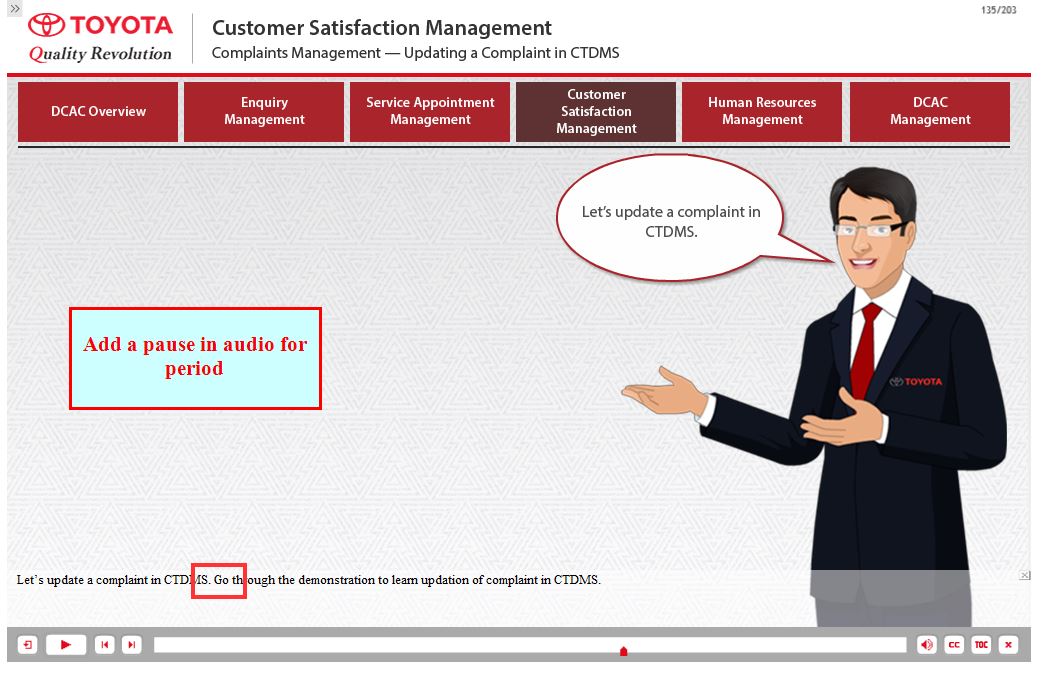 135/203
TOYOTA
Quality Revolution
Customer Satisfaction Management
Complaints Management — Updating a Complaint in CTDMS
DCAC Overview
Enquiry
Management
Service Appointment
Management
Customer
Satisfaction
Management
Human Resources
Management
DCAC
Management
Let's update a complaint in
CTDMS.
Add a pause in audio for
period
TOYOTA
Let's update a complaint in CTDMS. Go through the demonstration to learn updation of complaint in CTDMS.
CC
TOC